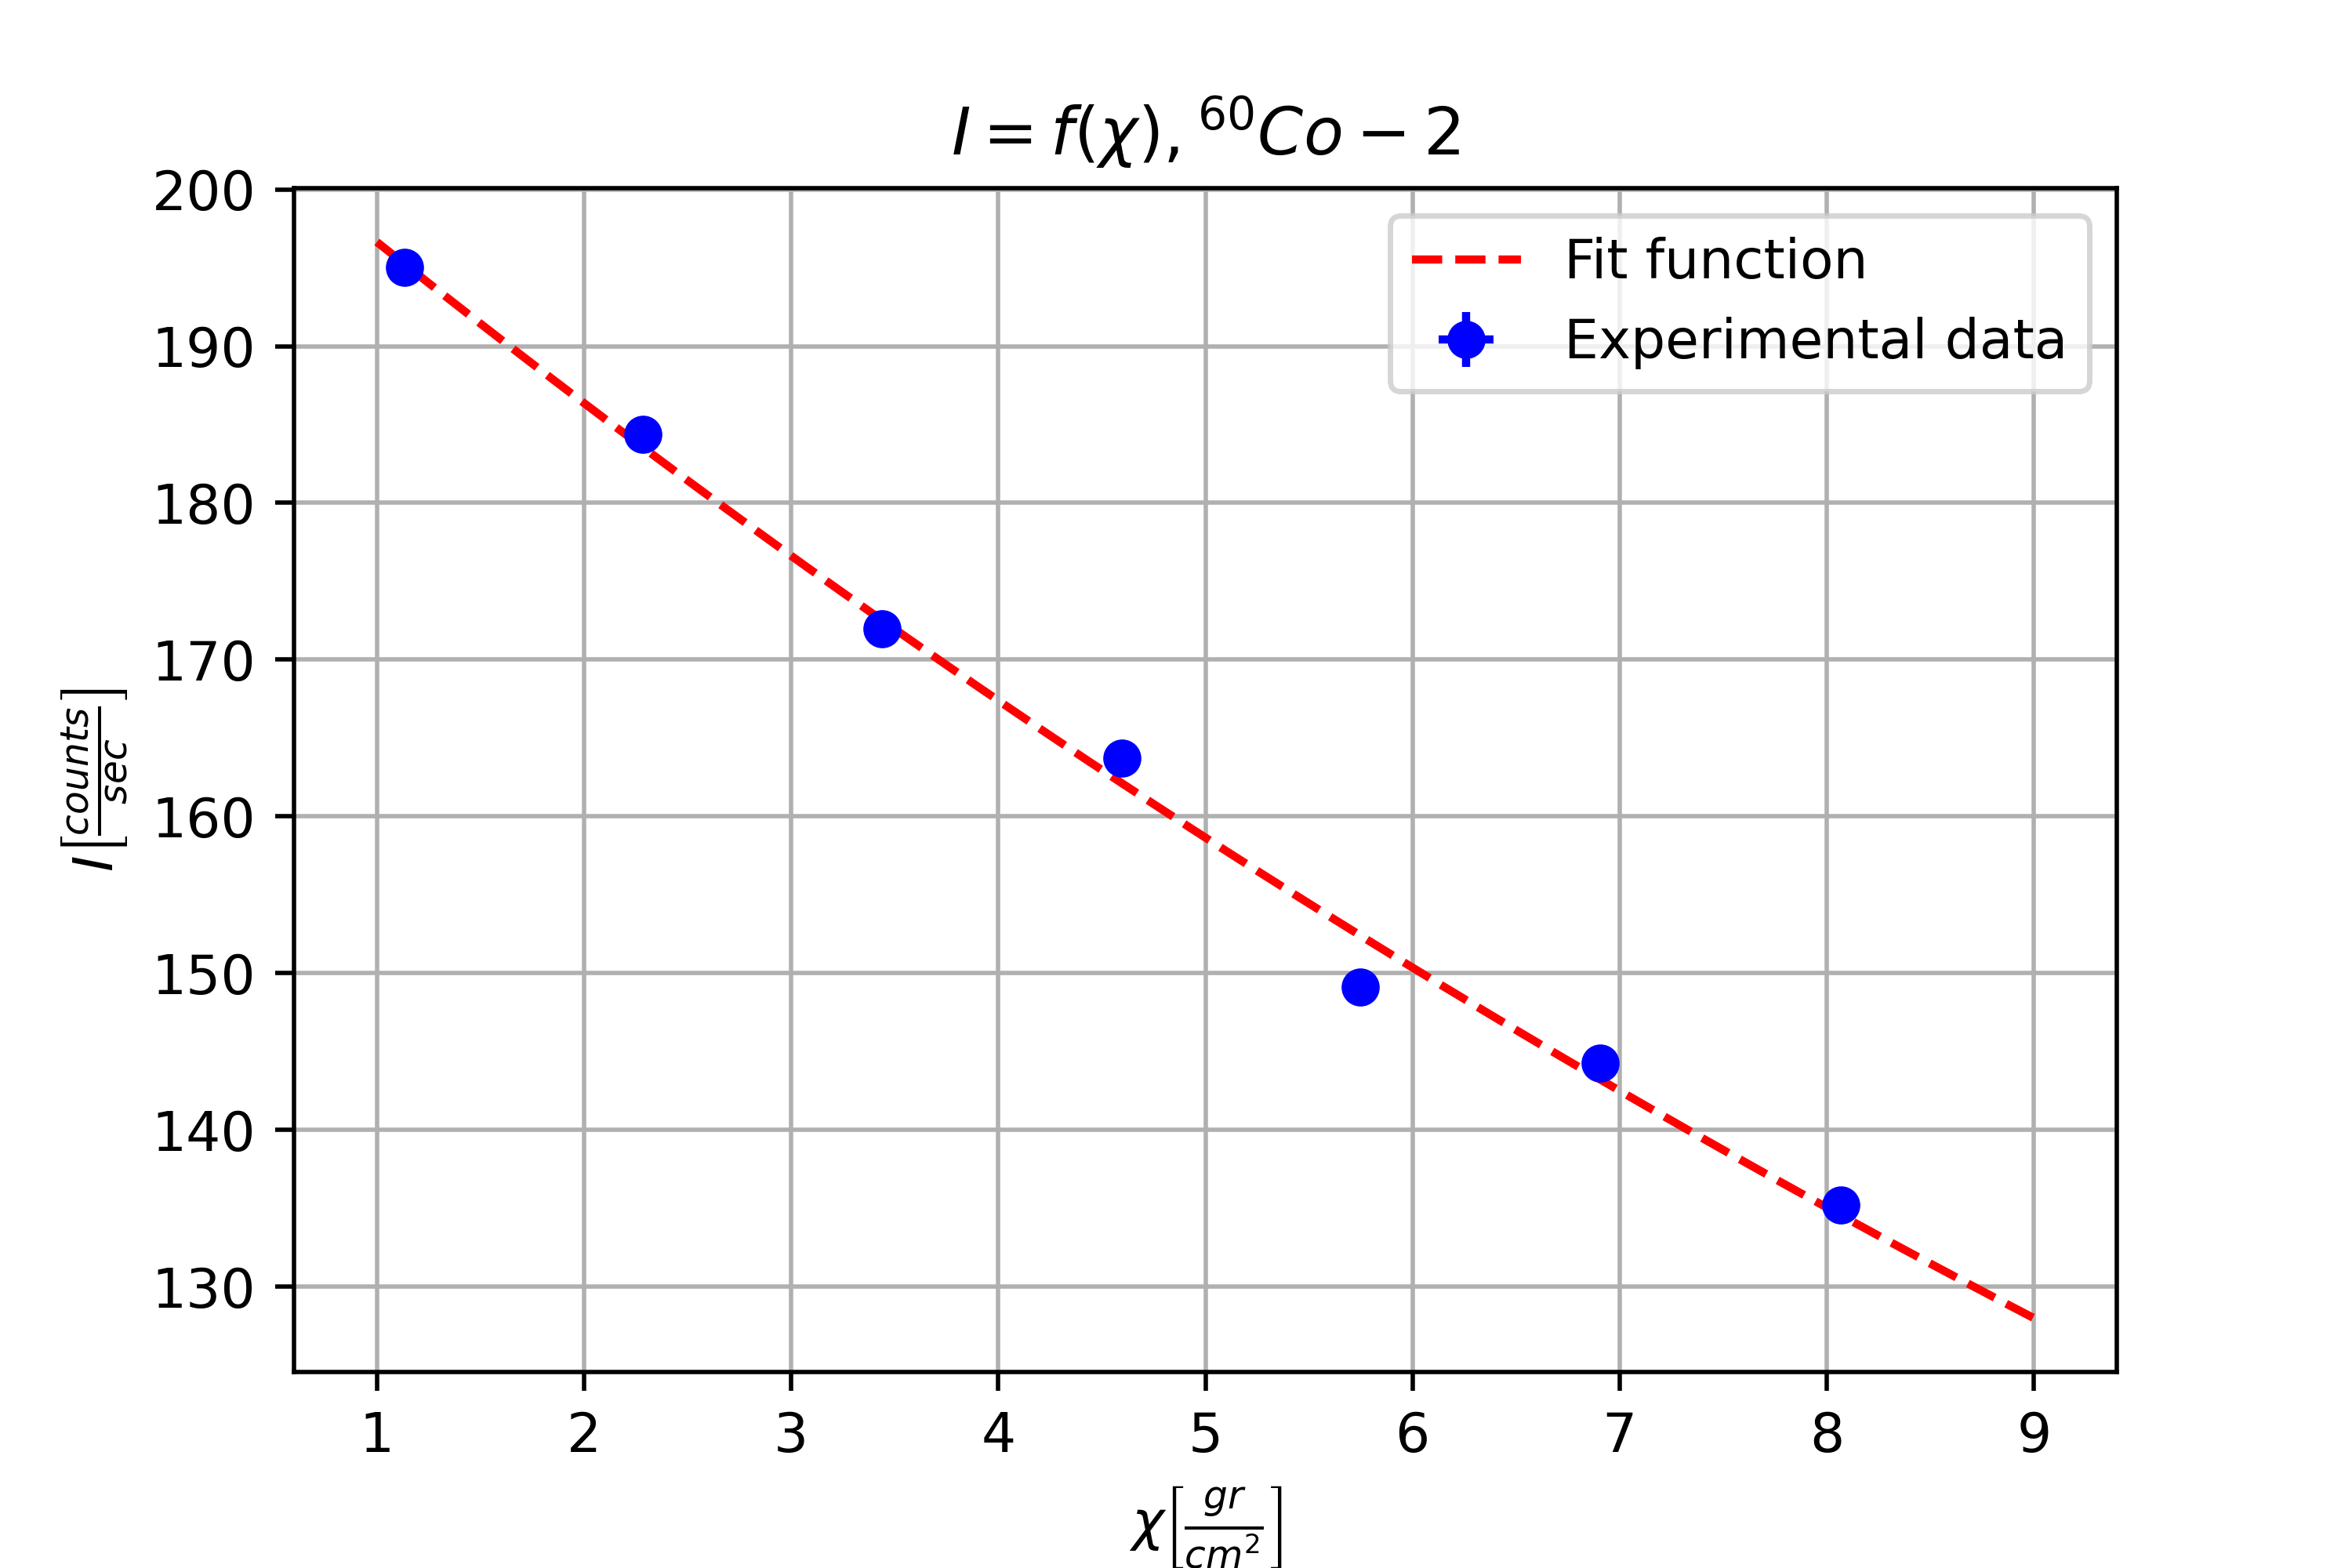 I = f(χ), ⁶⁰Co − 2
200
190
180
170
160
150
140
130
I[counts/sec]
Fit function
Experimental data
1 2 3 4 5 6 7 8 9
χ[gr/cm²]